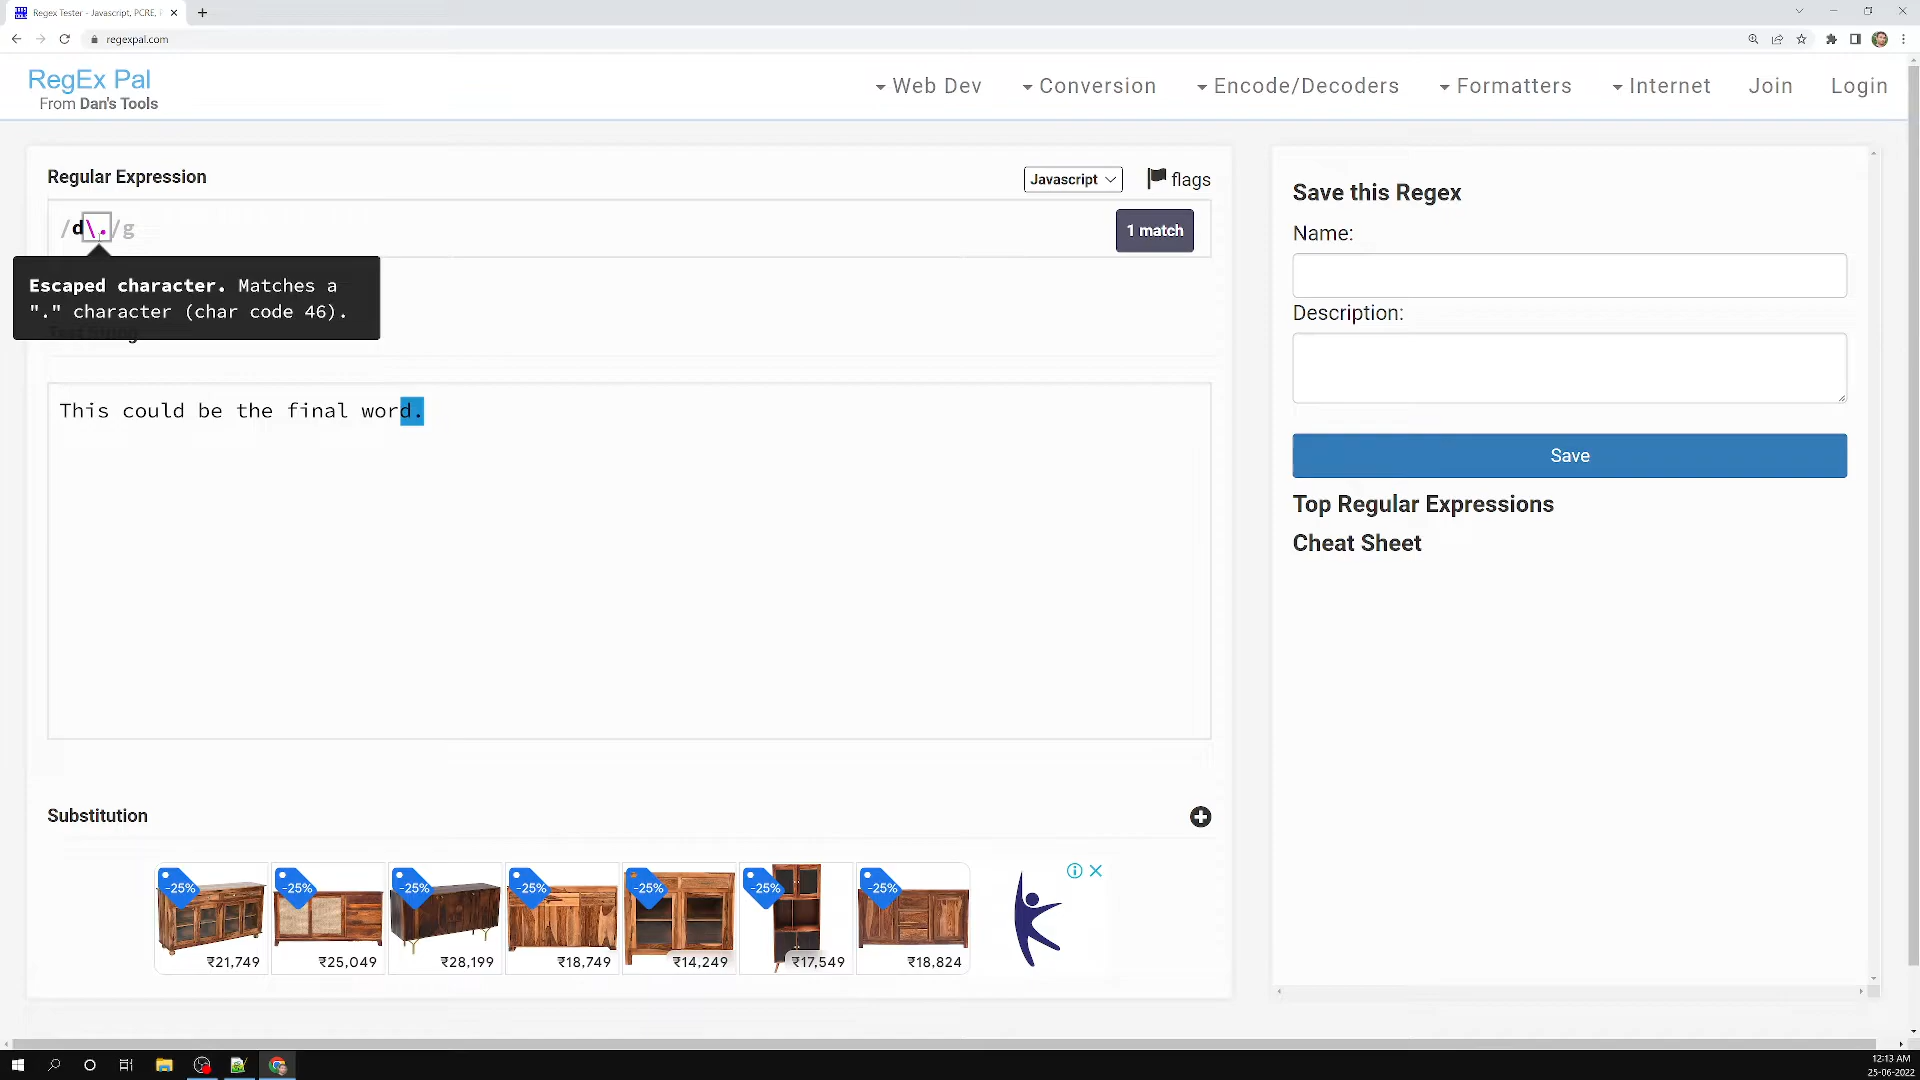 Regex Tester - Javascript, PCRE,
regexpal.com
RegEx Pal
From Dan's Tools
Web Dev
Conversion
Encode/Decoders
Formatters
Internet
Join
Login
Regular Expression
Javascript
flags
/d\./g
1 match
Escaped character. Matches a
"." character (char code 46).
This could be the final word.
Substitution
-25%
-25%
-25%
-25%
-25%
-25%
-25%
₹21,749
₹25,049
₹28,199
₹18,749
₹14,249
₹17,549
₹18,824
Save this Regex
Name:
Description:
Save
Top Regular Expressions
Cheat Sheet
12:13 AM
25-06-2022